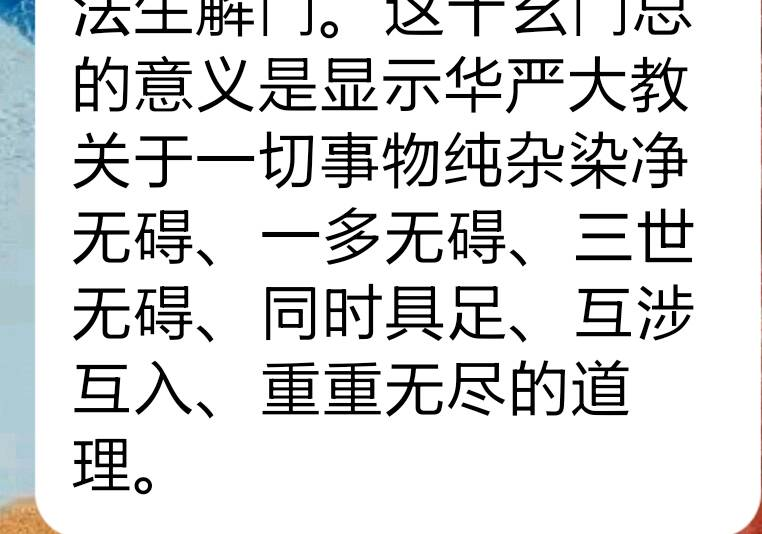 法生解门。这十玄门总
的意义是显示华严大教
关于一切事物纯杂染净
无碍、一多无碍、三世
无碍、同时具足、互涉
互入、重重无尽的道
理。